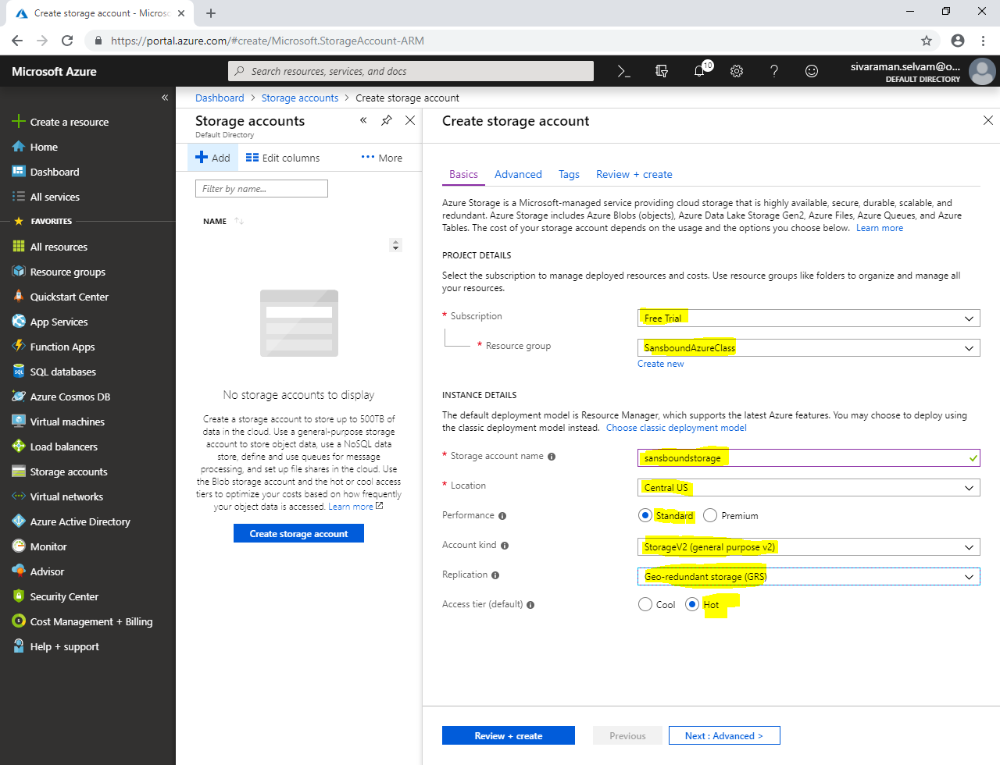 Create storage account - Micros
https://portal.azure.com/#create/Microsoft.StorageAccount-ARM
Microsoft Azure
Search resources, services, and docs
10
sivaraman.selvam@o...
DEFAULT DIRECTORY
Create a resource
Home
Dashboard
All services
FAVORITES
All resources
Resource groups
Quickstart Center
App Services
Function Apps
SQL databases
Azure Cosmos DB
Virtual machines
Load balancers
Storage accounts
Virtual networks
Azure Active Directory
Monitor
Advisor
Security Center
Cost Management + Billing
Help + support
Dashboard > Storage accounts > Create storage account
Storage accounts
Default Directory
Add
Edit columns
More
Filter by name...
NAME
No storage accounts to display
Create a storage account to store up to 500TB of
data in the cloud. Use a general-purpose storage
account to store object data, use a NoSQL data
store, define and use queues for message
processing, and set up file shares in the cloud. Use
the Blob storage account and the hot or cool access
tiers to optimize your costs based on how frequently
your object data is accessed. Learn more
Create storage account
Create storage account
Basics Advanced Tags Review + create
Azure Storage is a Microsoft-managed service providing cloud storage that is highly available, secure, durable, scalable, and
redundant. Azure Storage includes Azure Blobs (objects), Azure Data Lake Storage Gen2, Azure Files, Azure Queues, and Azure
Tables. The cost of your storage account depends on the usage and the options you choose below. Learn more
PROJECT DETAILS
Select the subscription to manage deployed resources and costs. Use resource groups like folders to organize and manage all
your resources.
* Subscription
Free Trial
* Resource group
SansboundAzureClass
Create new
INSTANCE DETAILS
The default deployment model is Resource Manager, which supports the latest Azure features. You may choose to deploy using
the classic deployment model instead. Choose classic deployment model
* Storage account name
sansboundstorage
* Location
Central US
Performance
Standard Premium
Account kind
StorageV2 (general purpose v2)
Replication
Geo-redundant storage (GRS)
Access tier (default)
Cool Hot
Review + create
Previous
Next : Advanced >